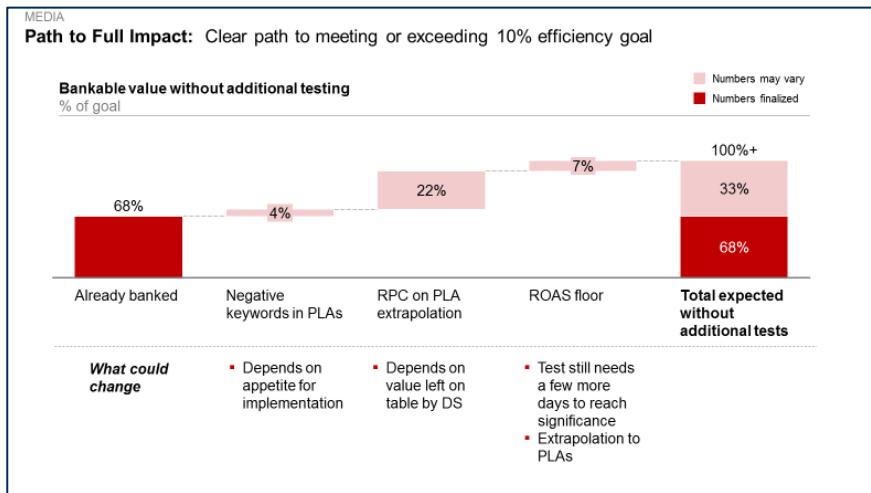 MEDIA
Path to Full Impact: Clear path to meeting or exceeding 10% efficiency goal
Bankable value without additional testing
% of goal
Numbers may vary
Numbers finalized
68%
4%
22%
7%
100%+
33%
68%
Already banked
Negative
keywords in PLAs
RPC on PLA
extrapolation
ROAS floor
Total expected
without
additional tests
What could
change
▪ Depends on
appetite for
implementation
▪ Depends on
value left on
table by DS
▪ Test still needs
a few more
days to reach
significance
▪ Extrapolation to
PLAs